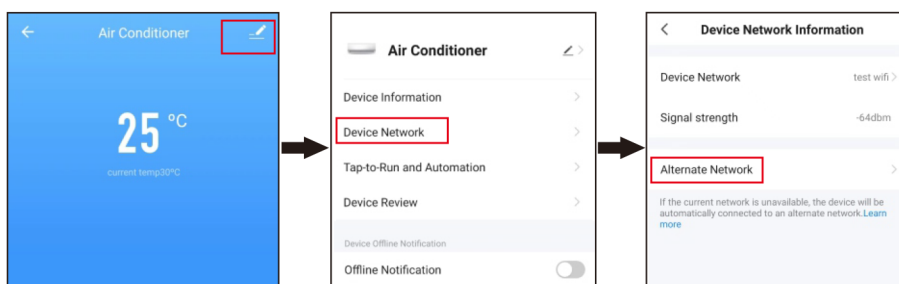 Air Conditioner
25 °C
current temp30ºC
Air Conditioner
Device Information
Device Network
Tap-to-Run and Automation
Device Review
Device Offline Notification
Offline Notification
Device Network Information
Device Network test wifi
Signal strength -64dbm
Alternate Network
If the current network is unavailable, the device will be
automatically connected to an alternate network.Learn
more